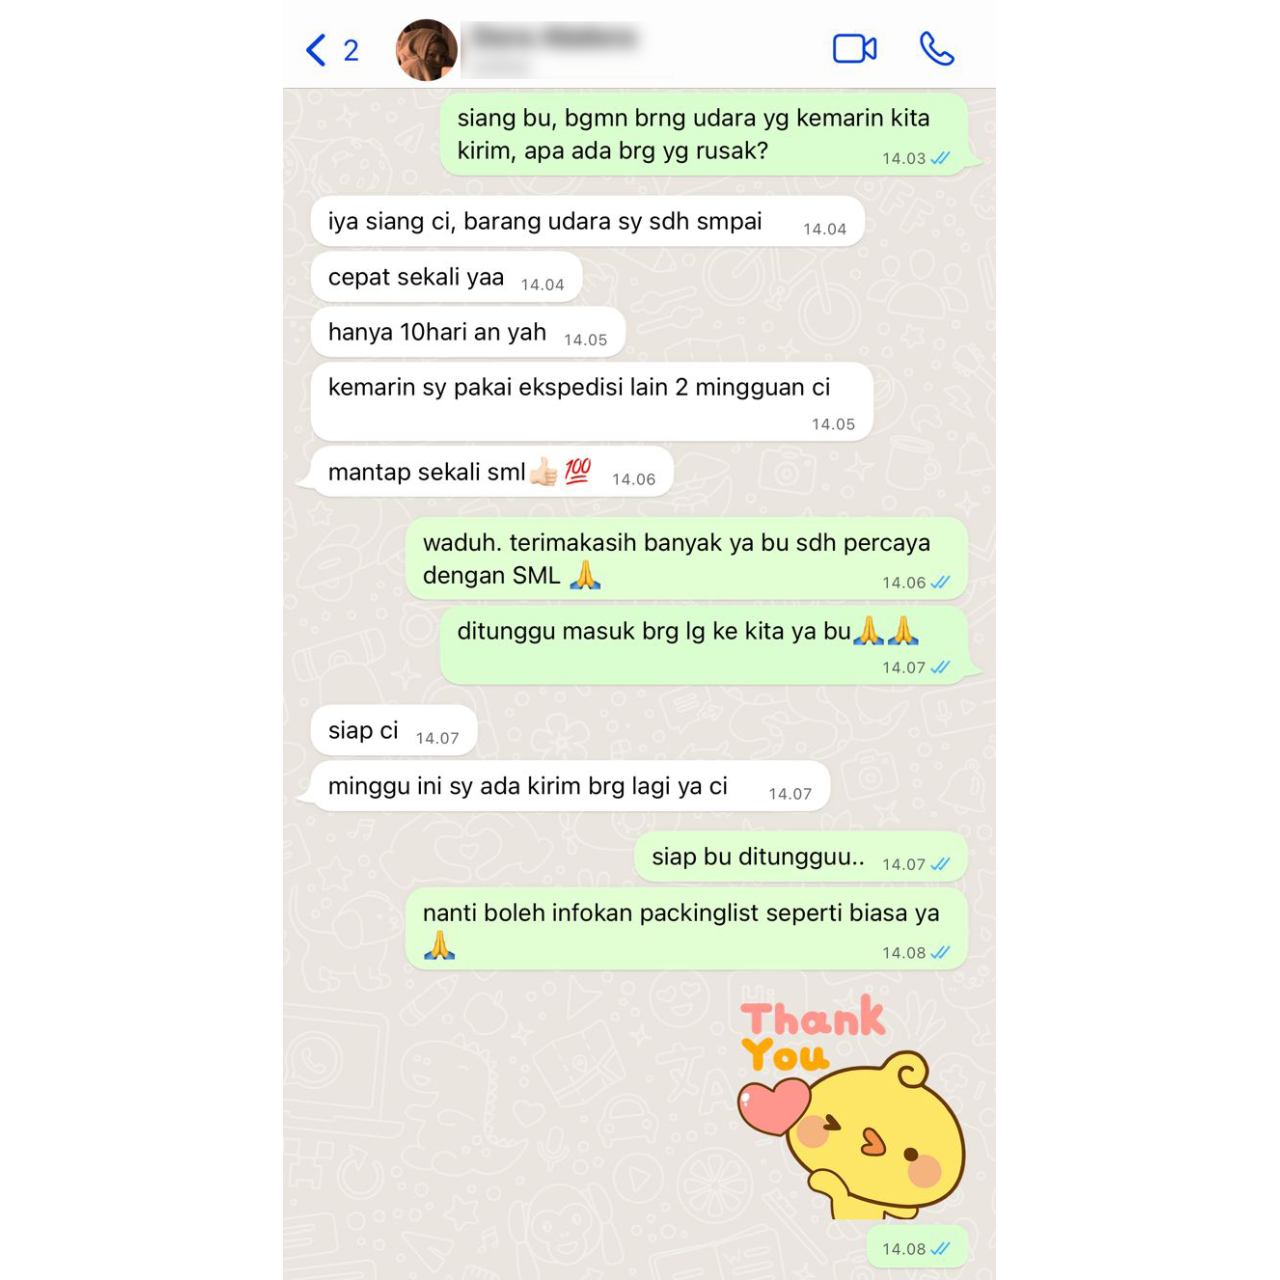 2
siang bu, bgmn brng udara yg kemarin kita
kirim, apa ada brg yg rusak?
14.03
iya siang ci, barang udara sy sdh smpai
14.04
cepat sekali yaa
14.04
hanya 10hari an yah
14.05
kemarin sy pakai ekspedisi lain 2 mingguan ci
14.05
mantap sekali sml👍🏻💯
14.06
waduh. terimakasih banyak ya bu sdh percaya
dengan SML 🙏
14.06
ditunggu masuk brg lg ke kita ya bu🙏🙏
14.07
siap ci
14.07
minggu ini sy ada kirim brg lagi ya ci
14.07
siap bu ditungguu..
14.07
nanti boleh infokan packinglist seperti biasa ya
🙏
14.08
Thank
You
14.08